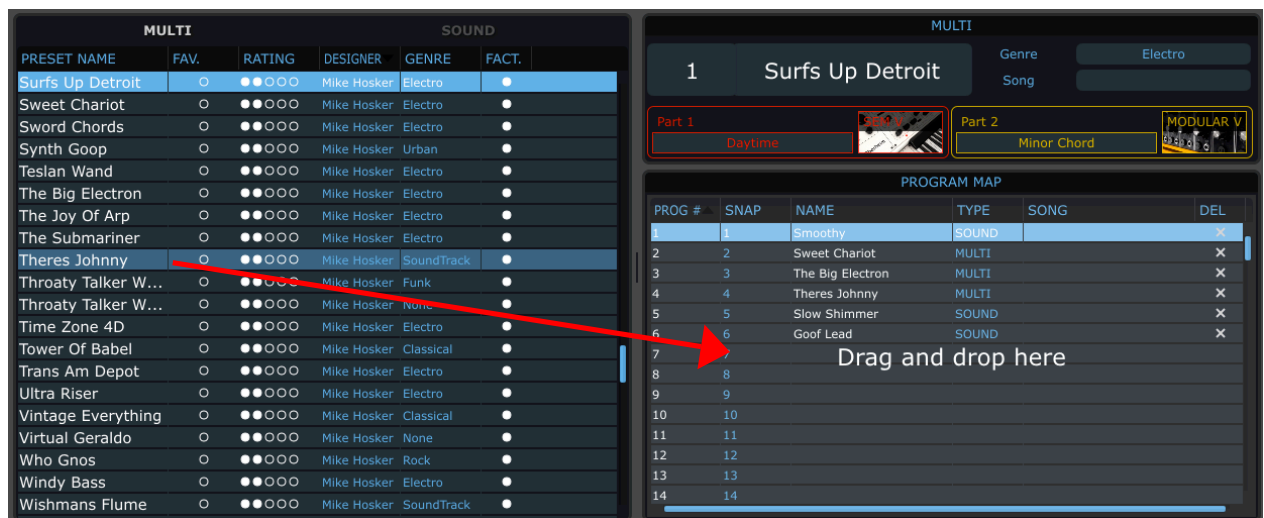 MULTI SOUND
PRESET NAME FAV. RATING DESIGNER GENRE FACT.
Surfs Up Detroit Mike Hosker Electro
Sweet Chariot Mike Hosker Electro
Sword Chords Mike Hosker Electro
Synth Goop Mike Hosker Urban
Teslan Wand Mike Hosker Electro
The Big Electron Mike Hosker Electro
The Joy Of Arp Mike Hosker Electro
The Submariner Mike Hosker Electro
Theres Johnny Mike Hosker SoundTrack
Throaty Talker W... Mike Hosker Funk
Throaty Talker W... Mike Hosker None
Time Zone 4D Mike Hosker Electro
Tower Of Babel Mike Hosker Classical
Trans Am Depot Mike Hosker Electro
Ultra Riser Mike Hosker Electro
Vintage Everything Mike Hosker Classical
Virtual Geraldo Mike Hosker None
Who Gnos Mike Hosker Rock
Windy Bass Mike Hosker Electro
Wishmans Flume Mike Hosker SoundTrack
MULTI
1 Surfs Up Detroit
Genre Electro
Song
Part 1 SEM V
Daytime
Part 2 MODULAR V
Minor Chord
PROGRAM MAP
PROG # SNAP NAME TYPE SONG DEL
1 1 Smoothy SOUND ×
2 2 Sweet Chariot MULTI ×
3 3 The Big Electron MULTI ×
4 4 Theres Johnny MULTI ×
5 5 Slow Shimmer SOUND ×
6 6 Goof Lead SOUND ×
7 7
Drag and drop here
8 8
9 9
10 10
11 11
12 12
13 13
14 14